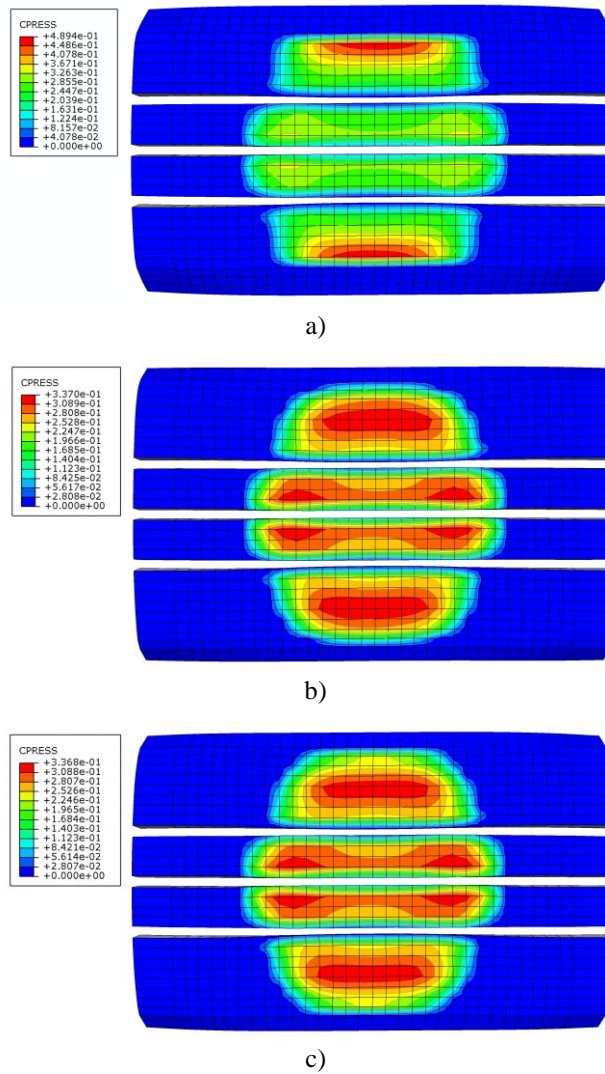 CPRESS
+4.894e-01
+4.486e-01
+4.078e-01
+3.671e-01
+3.263e-01
+2.855e-01
+2.447e-01
+2.039e-01
+1.631e-01
+1.224e-01
+8.157e-02
+4.078e-02
+0.000e+00
a)
CPRESS
+3.370e-01
+3.089e-01
+2.808e-01
+2.528e-01
+2.247e-01
+1.966e-01
+1.685e-01
+1.404e-01
+1.123e-01
+8.425e-02
+5.617e-02
+2.808e-02
+0.000e+00
b)
CPRESS
+3.368e-01
+3.088e-01
+2.807e-01
+2.526e-01
+2.246e-01
+1.965e-01
+1.684e-01
+1.403e-01
+1.123e-01
+8.421e-02
+5.614e-02
+2.807e-02
+0.000e+00
c)